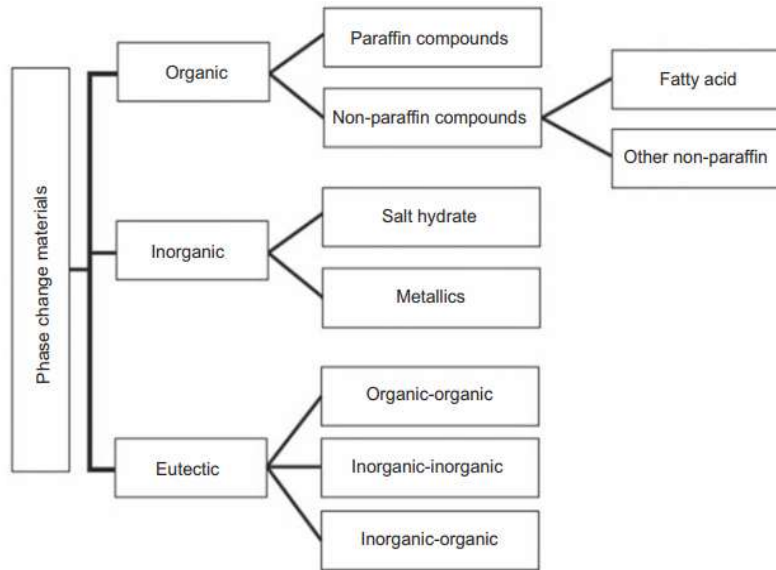 Phase change materials
Organic
Paraffin compounds
Non-paraffin compounds
Fatty acid
Other non-paraffin
Inorganic
Salt hydrate
Metallics
Eutectic
Organic-organic
Inorganic-inorganic
Inorganic-organic